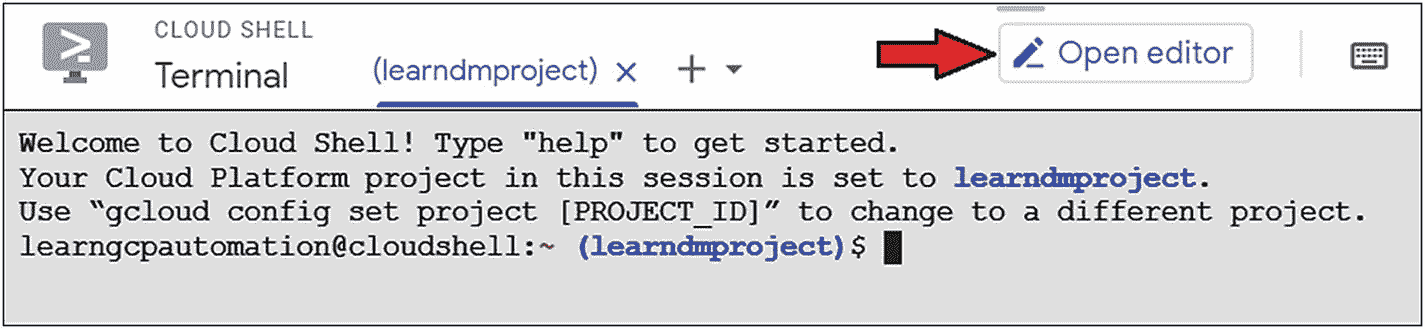 CLOUD SHELL
Terminal
(learndmproject)
Open editor
Welcome to Cloud Shell! Type "help" to get started.
Your Cloud Platform project in this session is set to learndmproject.
Use “gcloud config set project [PROJECT_ID]” to change to a different project.
learngcpautomation@cloudshell:~ (learndmproject)$